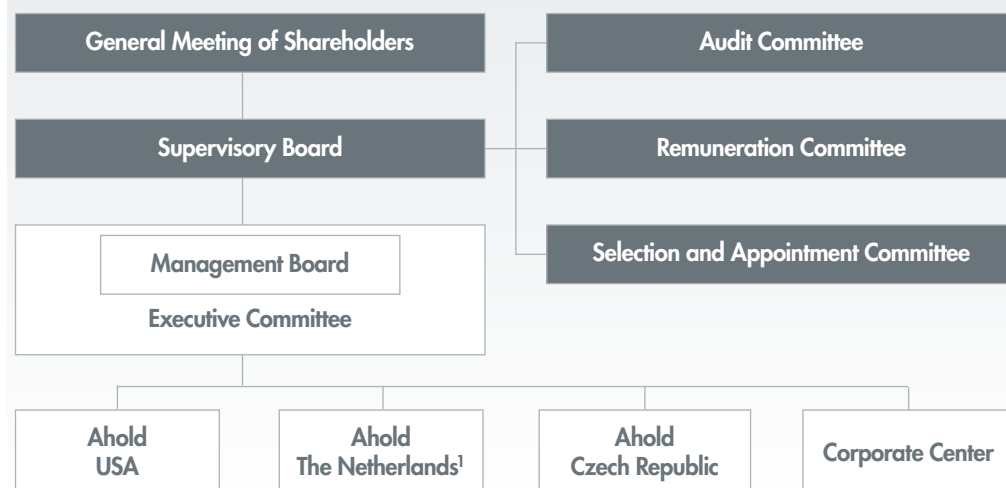 General Meeting of Shareholders
Audit Committee
Supervisory Board
Remuneration Committee
Selection and Appointment Committee
Management Board
Executive Committee
Ahold
USA
Ahold
The Netherlands¹
Ahold
Czech Republic
Corporate Center